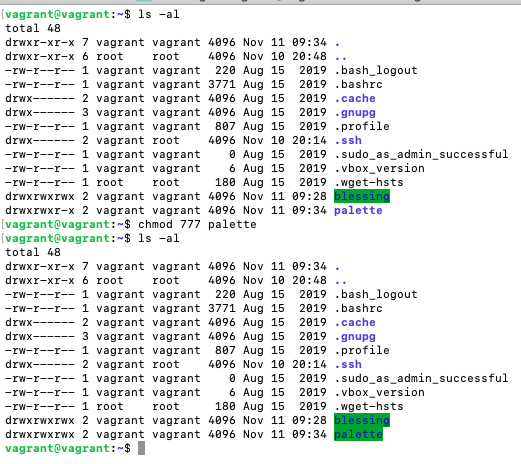 [vagrant@vagrant:~$ ls -al
total 48
drwxr-xr-x 7 vagrant vagrant 4096 Nov 11 09:34 .
drwxr-xr-x 6 root    root    4096 Nov 10 20:48 ..
-rw-r--r-- 1 vagrant vagrant  220 Aug 15  2019 .bash_logout
-rw-r--r-- 1 vagrant vagrant 3771 Aug 15  2019 .bashrc
drwx------ 2 vagrant vagrant 4096 Aug 15  2019 .cache
drwx------ 3 vagrant vagrant 4096 Aug 15  2019 .gnupg
-rw-r--r-- 1 vagrant vagrant  807 Aug 15  2019 .profile
drwx------ 2 vagrant root    4096 Nov 10 20:14 .ssh
-rw-r--r-- 1 vagrant vagrant    0 Aug 15  2019 .sudo_as_admin_successful
-rw-r--r-- 1 vagrant vagrant    6 Aug 15  2019 .vbox_version
-rw-r--r-- 1 root    root     180 Aug 15  2019 .wget-hsts
drwxrwxrwx 2 vagrant vagrant 4096 Nov 11 09:28 blessing
drwxrwxr-x 2 vagrant vagrant 4096 Nov 11 09:34 palette
[vagrant@vagrant:~$ chmod 777 palette
[vagrant@vagrant:~$ ls -al
total 48
drwxr-xr-x 7 vagrant vagrant 4096 Nov 11 09:34 .
drwxr-xr-x 6 root    root    4096 Nov 10 20:48 ..
-rw-r--r-- 1 vagrant vagrant  220 Aug 15  2019 .bash_logout
-rw-r--r-- 1 vagrant vagrant 3771 Aug 15  2019 .bashrc
drwx------ 2 vagrant vagrant 4096 Aug 15  2019 .cache
drwx------ 3 vagrant vagrant 4096 Aug 15  2019 .gnupg
-rw-r--r-- 1 vagrant vagrant  807 Aug 15  2019 .profile
drwx------ 2 vagrant root    4096 Nov 10 20:14 .ssh
-rw-r--r-- 1 vagrant vagrant    0 Aug 15  2019 .sudo_as_admin_successful
-rw-r--r-- 1 vagrant vagrant    6 Aug 15  2019 .vbox_version
-rw-r--r-- 1 root    root     180 Aug 15  2019 .wget-hsts
drwxrwxrwx 2 vagrant vagrant 4096 Nov 11 09:28 blessing
drwxrwxrwx 2 vagrant vagrant 4096 Nov 11 09:34 palette
vagrant@vagrant:~$